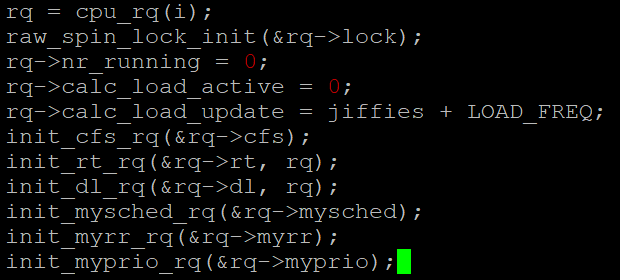 rq = cpu_rq(i);
raw_spin_lock_init(&rq->lock);
rq->nr_running = 0;
rq->calc_load_active = 0;
rq->calc_load_update = jiffies + LOAD_FREQ;
init_cfs_rq(&rq->cfs);
init_rt_rq(&rq->rt, rq);
init_dl_rq(&rq->dl, rq);
init_mysched_rq(&rq->mysched);
init_myrr_rq(&rq->myrr);
init_myprio_rq(&rq->myprio);